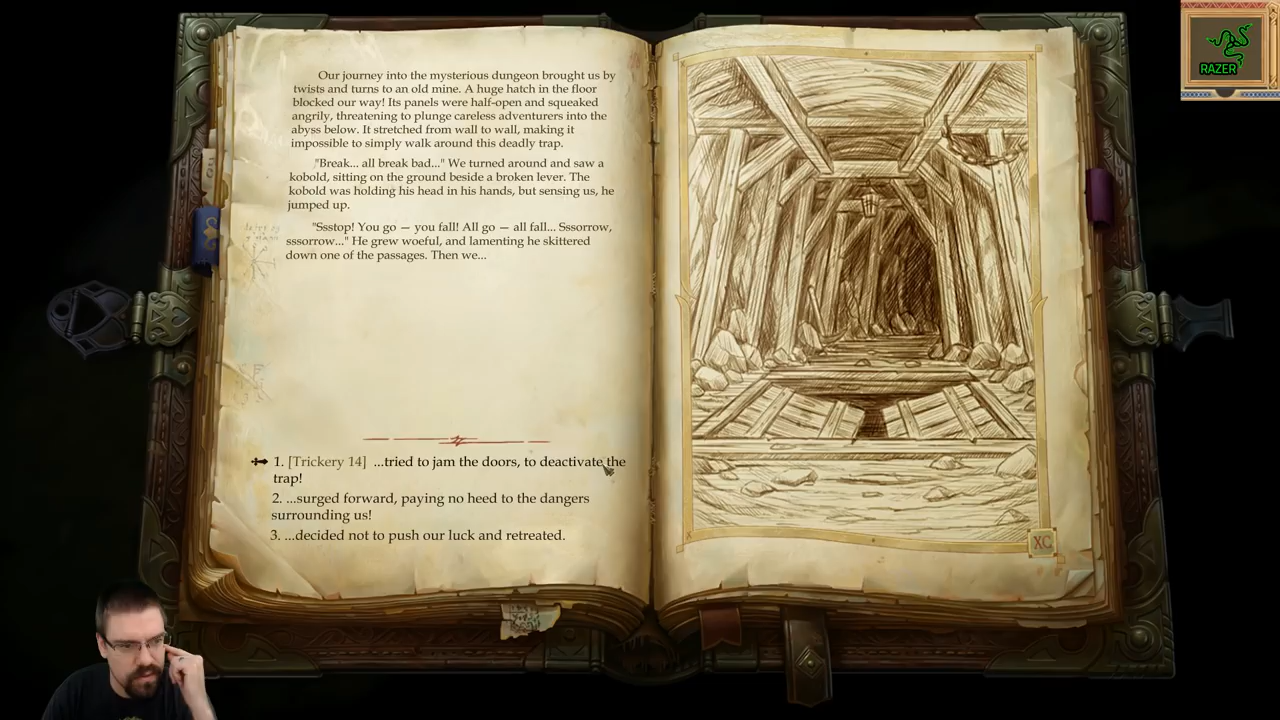 Our journey into the mysterious dungeon brought us by
twists and turns to an old mine. A huge hatch in the floor
blocked our way! Its panels were half-open and squeaked
angrily, threatening to plunge careless adventurers into the
abyss below. It stretched from wall to wall, making it
impossible to simply walk around this deadly trap.
"Break... all break bad..." We turned around and saw a
kobold, sitting on the ground beside a broken lever. The
kobold was holding his head in his hands, but sensing us, he
jumped up.
"Ssstop! You go — you fall! All go — all fall... Sssorrow,
sssorrow..." He grew woeful, and lamenting he skittered
down one of the passages. Then we...
1. [Trickery 14] ...tried to jam the doors, to deactivate the
trap!
2. ...surged forward, paying no heed to the dangers
surrounding us!
3. ...decided not to push our luck and retreated.
XC
RAZER